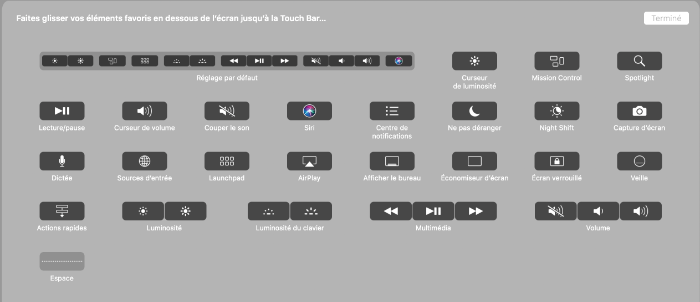 Faites glisser vos éléments favoris en dessous de l'écran jusqu'à la Touch Bar...
Terminé
Réglage par défaut
Curseur
de luminosité
Mission Control
Spotlight
Lecture/pause
Curseur de volume
Couper le son
Siri
Centre de
notifications
Ne pas déranger
Night Shift
Capture d'écran
Dictée
Sources d'entrée
Launchpad
AirPlay
Afficher le bureau
Économiseur d'écran
Écran verrouillé
Veille
Actions rapides
Luminosité
Luminosité du clavier
Multimédia
Volume
Espace